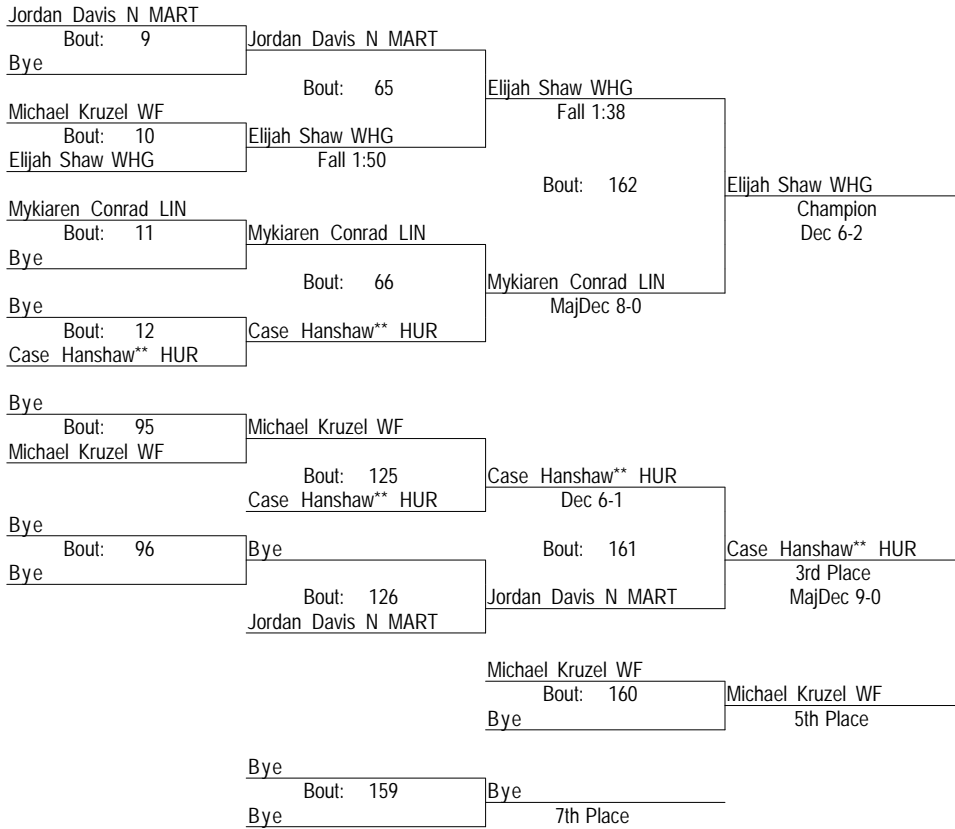 Jordan Davis N MART
Bout: 9
Jordan Davis N MART
Bye
Bout: 65
Elijah Shaw WHG
Michael Kruzel WF
Fall 1:38
Bout: 10
Elijah Shaw WHG
Elijah Shaw WHG
Fall 1:50
Bout: 162
Elijah Shaw WHG
Mykiaren Conrad LIN
Champion
Bout: 11
Mykiaren Conrad LIN
Dec 6-2
Bye
Bout: 66
Mykiaren Conrad LIN
Bye
MajDec 8-0
Bout: 12
Case Hanshaw** HUR
Case Hanshaw** HUR
Bye
Bout: 95
Michael Kruzel WF
Michael Kruzel WF
Bout: 125
Case Hanshaw** HUR
Case Hanshaw** HUR
Dec 6-1
Bye
Bout: 96
Bye
Bout: 161
Case Hanshaw** HUR
Bye
3rd Place
Bout: 126
Jordan Davis N MART
MajDec 9-0
Jordan Davis N MART
Michael Kruzel WF
Bout: 160
Michael Kruzel WF
Bye
5th Place
Bye
Bout: 159
Bye
Bye
7th Place